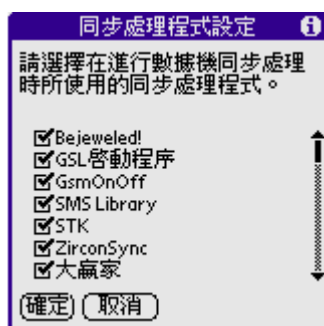 同步處理程式設定
請選擇在進行數據機同步處理
時所使用的同步處理程式。
Bejeweled!
GSL啓動程序
GsmOnOff
SMS Library
STK
ZirconSync
大贏家
確定 取消